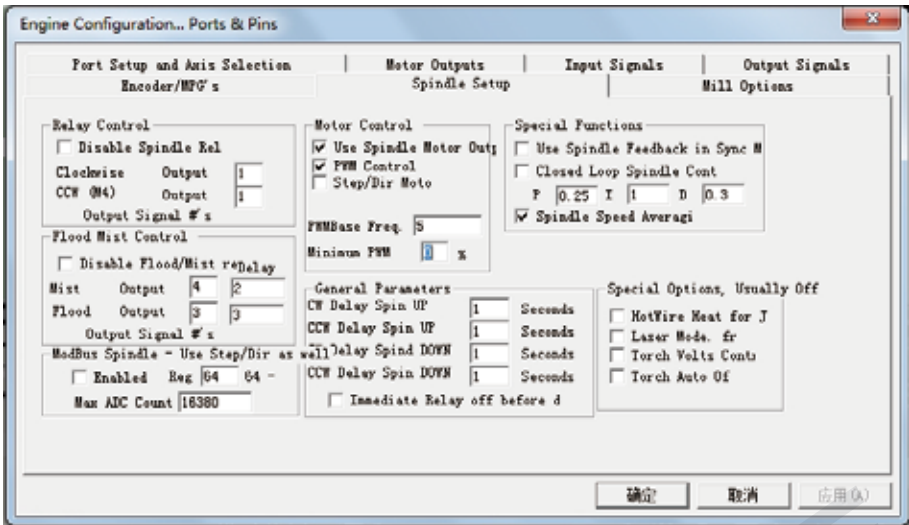 Engine Configuration... Ports & Pins
Port Setup and Axis Selection
Motor Outputs
Input Signals
Output Signals
Encoder/MPG's
Spindle Setup
Mill Options
Relay Control
Disable Spindle Rel
Clockwise Output 1
CCW (M4) Output 1
Output Signal #'s
Flood Mist Control
Disable Flood/Mist re Delay
Mist Output 4 2
Flood Output 3 3
Output Signal #'s
ModBus Spindle - Use Step/Dir as well
Enabled Reg 64 64 -
Max ADC Count 16380
Motor Control
Use Spindle Motor Outp
PWM Control
Step/Dir Moto
PWMBase Freq. 5
Minimum PWM 0 %
General Parameters
CW Delay Spin UP 1 Seconds
CCW Delay Spin UP 1 Seconds
Delay Spind DOWN 1 Seconds
CCW Delay Spin DOWN 1 Seconds
Immediate Relay off before d
Special Functions
Use Spindle Feedback in Sync M
Closed Loop Spindle Cont
P 0.25 I 1 D 0.3
Spindle Speed Averagi
Special Options, Usually Off
HotWire Heat for J
Laser Mode. fr
Torch Volts Cont
Torch Auto Of
确定
取消
应用(A)